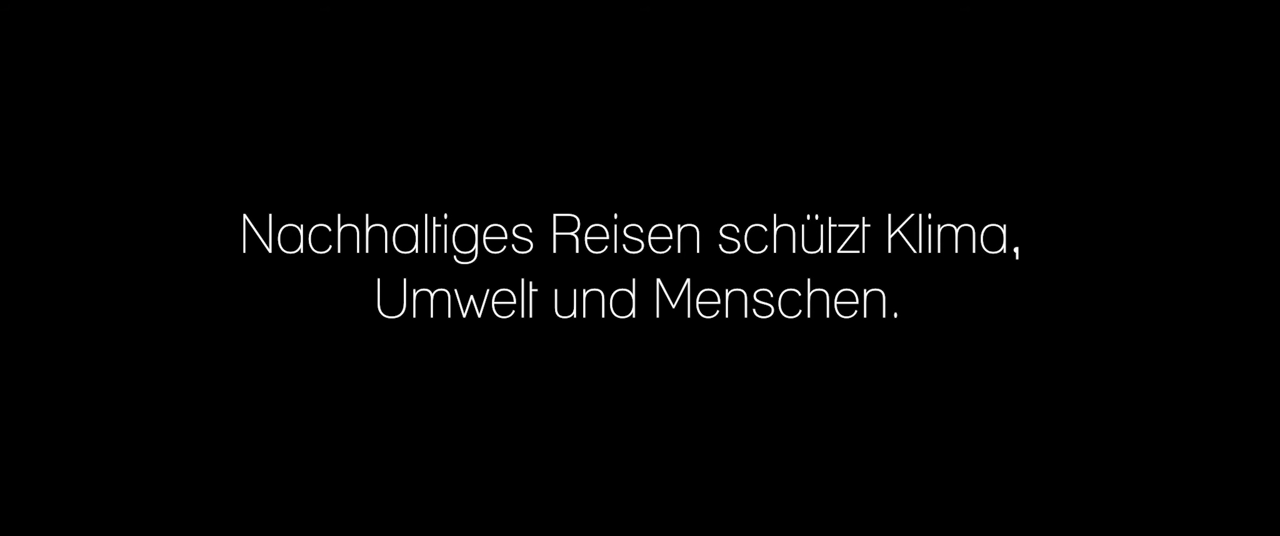 Nachhaltiges Reisen schützt Klima,
Umwelt und Menschen.